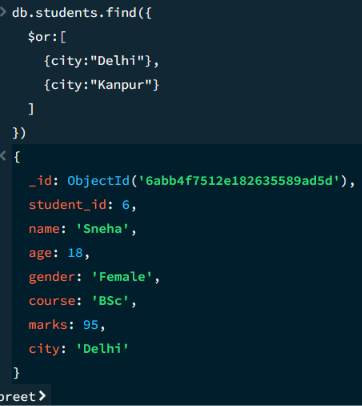 > db.students.find({
$or:[
{city:"Delhi"},
{city:"Kanpur"}
]
})
< {
_id: ObjectId('6abb4f7512e182635589ad5d'),
student_id: 6,
name: 'Sneha',
age: 18,
gender: 'Female',
course: 'BSc',
marks: 95,
city: 'Delhi'
}
preet>